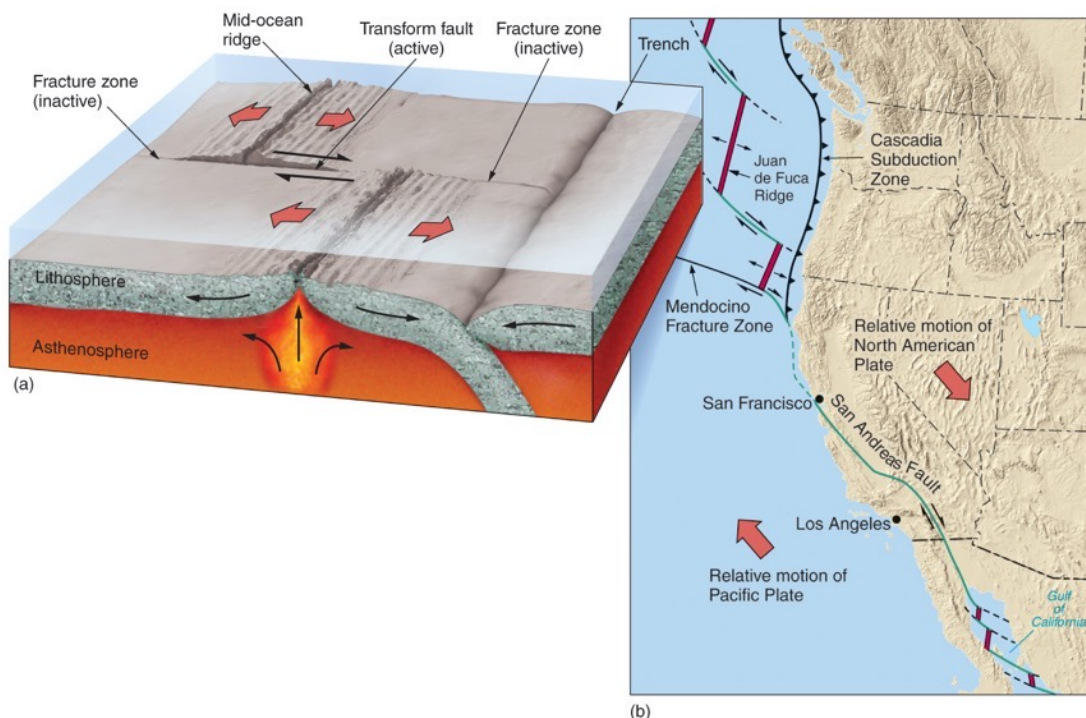 Mid-ocean
ridge
Transform fault
(active)
Fracture zone
(inactive)
Fracture zone
(inactive)
Trench
Lithosphere
Asthenosphere
(a)
Juan
de Fuca
Ridge
Cascadia
Subduction
Zone
Mendocino
Fracture Zone
Relative motion of
North American
Plate
San Francisco
San Andreas Fault
Los Angeles
Relative motion of
Pacific Plate
Gulf
of
California
(b)